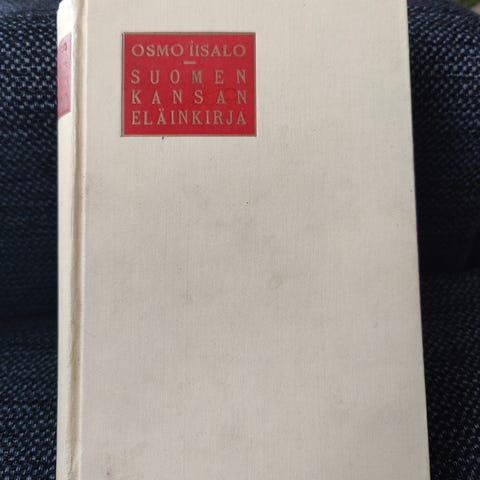 OSMO IISALO
SUOMEN
KANSAN
ELÄINKIRJA